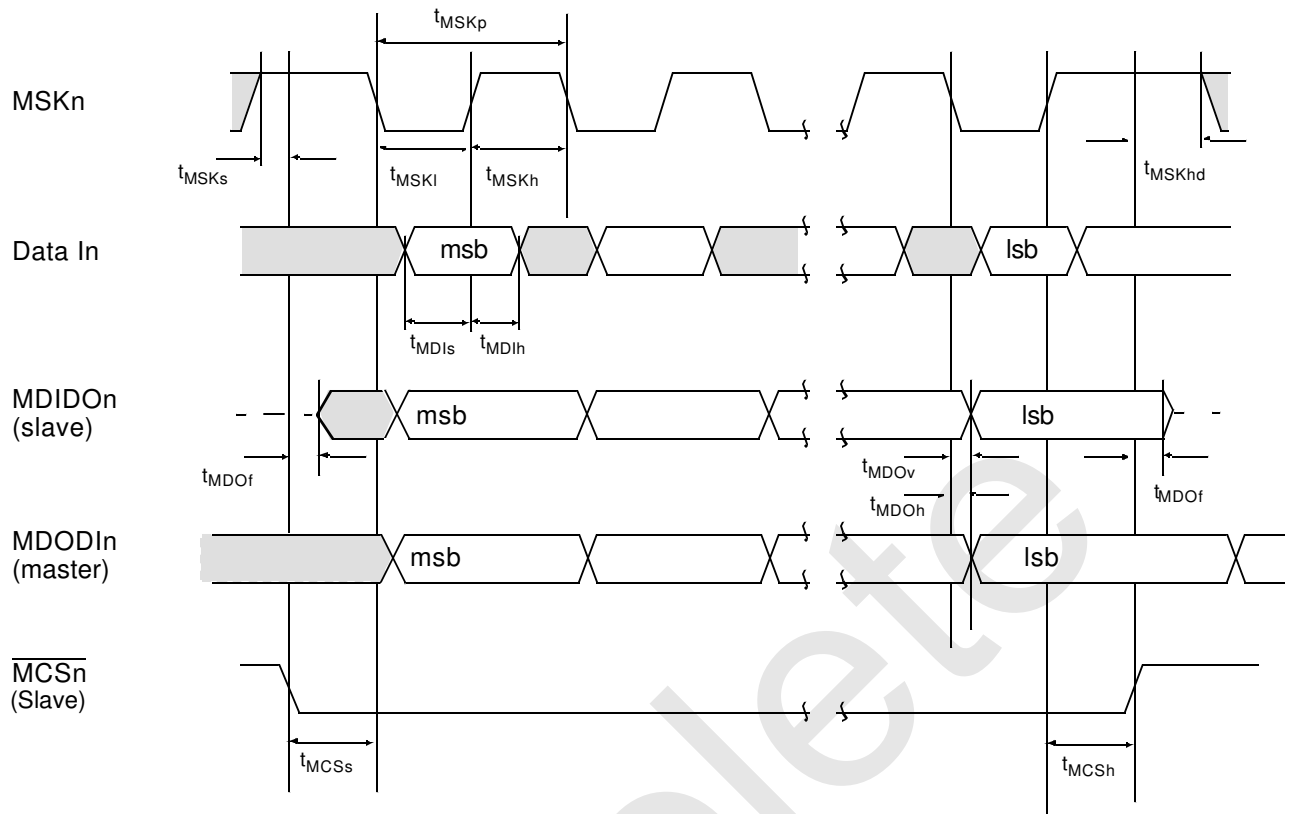 tMSKp
MSKn
tMSKs
tMSKl
tMSKh
tMSKhd
Data In
msb
lsb
tMDIs
tMDIh
MDIDOn
(slave)
msb
lsb
tMDOf
tMDOv
tMDOh
tMDOf
MDODIn
(master)
msb
lsb
MCSn
(Slave)
tMCSs
tMCSh
lete